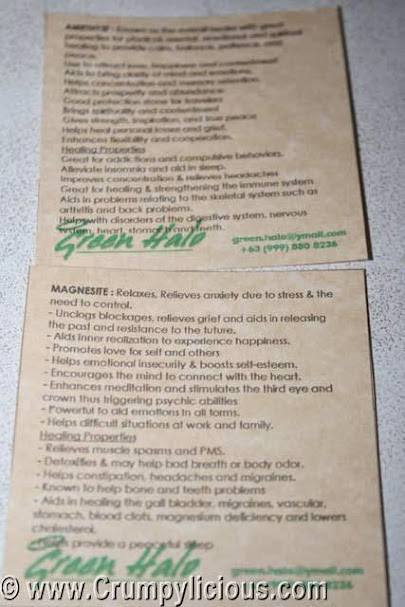 AMETHYST : Known as the overall healer with great
properties for physical, mental, emotional and spiritual
healing to provide calm, balance, patience, and
peace.
Use to attract love, happiness and contentment
Aids to bring clarity of mind and emotions.
Helps concentration and memory retention.
Attracts prosperity and abundance
Good protection stone for travelers
Brings spirituality and contentment
Gives strength, inspiration, and true peace
Helps heal personal losses and grief.
Enhances flexibility and cooperation.
Healing Properties
Great for addictions and compulsive behaviors.
Alleviate insomnia and aid in sleep.
Improves concentration & relieves headaches
Great for healing & strengthening the immune system
Aids in problems relating to the skeletal system such as
arthritis and back problems.
Helps with disorders of the digestive system, nervous
system, heart, stomach and teeth.
Green Halo
green.halo@ymail.com
+63 (999) 880 8236
MAGNESITE : Relaxes, Relieves anxiety due to stress & the
need to control.
- Unclogs blockages, relieves grief and aids in releasing
the past and resistance to the future.
- Aids inner realization to experience happiness.
- Promotes love for self and others
- Helps emotional insecurity & boosts self-esteem.
- Encourages the mind to connect with the heart.
- Enhances meditation and stimulates the third eye and
crown thus triggering psychic abilities
- Powerful to aid emotions in all forms.
- Helps difficult situations at work and family.
Healing Properties
- Relieves muscle spasms and PMS.
- Detoxifies & may help bad breath or body odor.
- Helps constipation, headaches and migraines.
- Known to help bone and teeth problems
- Aids in healing the gall bladder, migraines, vascular,
stomach, blood clots, magnesium deficiency and lowers
cholesterol.
provide a peaceful sleep
Green Halo
green.halo@ymail.com
+63 (999) 880 8236
© www.Crumpylicious.com